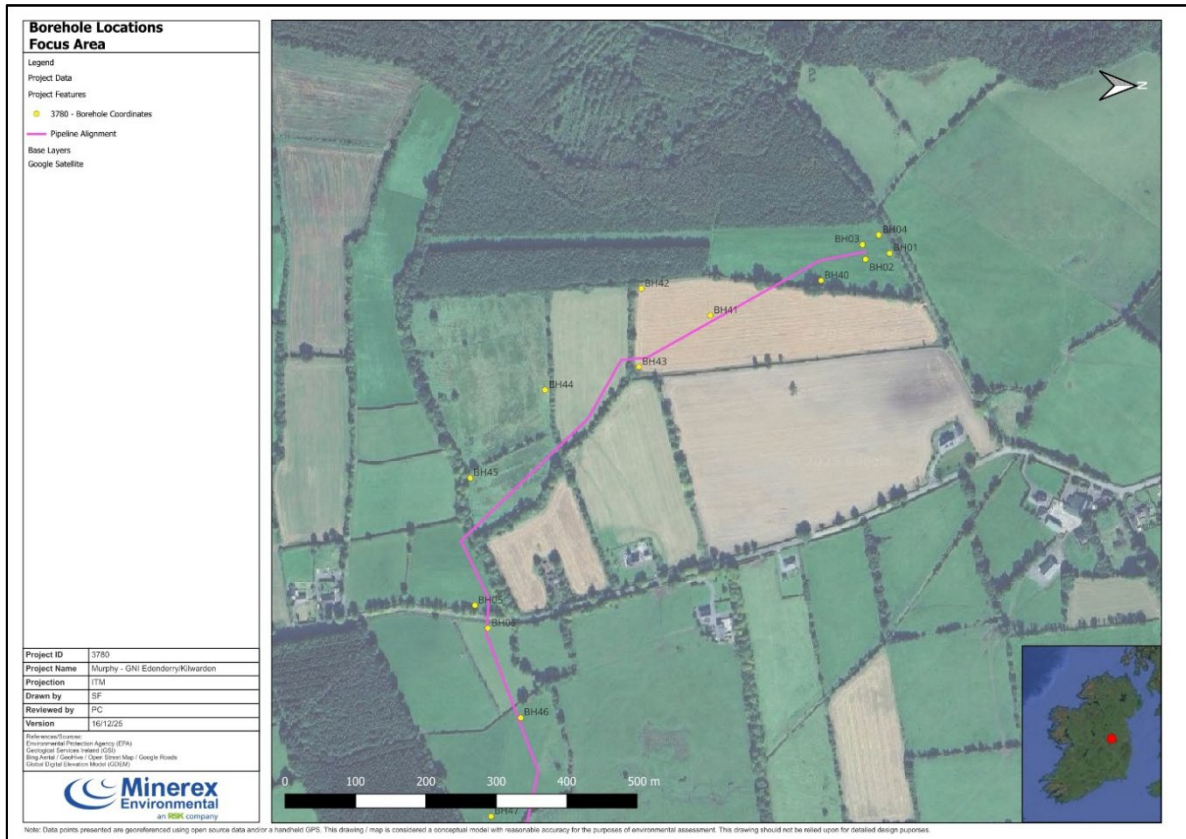 Borehole Locations
Focus Area
Legend
Project Data
Project Features
3780 - Borehole Coordinates
Pipeline Alignment
Base Layers
Google Satellite
N
BH04
BH03
BH01
BH02
BH40
BH42
BH41
BH43
BH44
BH45
BH05
BH06
BH46
BH47
0 100 200 300 400 500 m
Project ID 3780
Project Name Murphy - GNI Edenderry/Kilwarden
Projection ITM
Drawn by SF
Reviewed by PC
Version 16/12/25
References/Sources:
Environmental Protection Agency (EPA)
Geological Services Ireland (GSI)
Bing Aerial / GeoHive / Open Street Map / Google Roads
Global Digital Elevation Model (GDEM)
Minerex
Environmental
an RSK company
Note: Data points presented are georeferenced using open source data and/or a handheld GPS. This drawing / map is considered a conceptual model with reasonable accuracy for the purposes of environmental assessment. This drawing should not be relied upon for detailed design puporses.